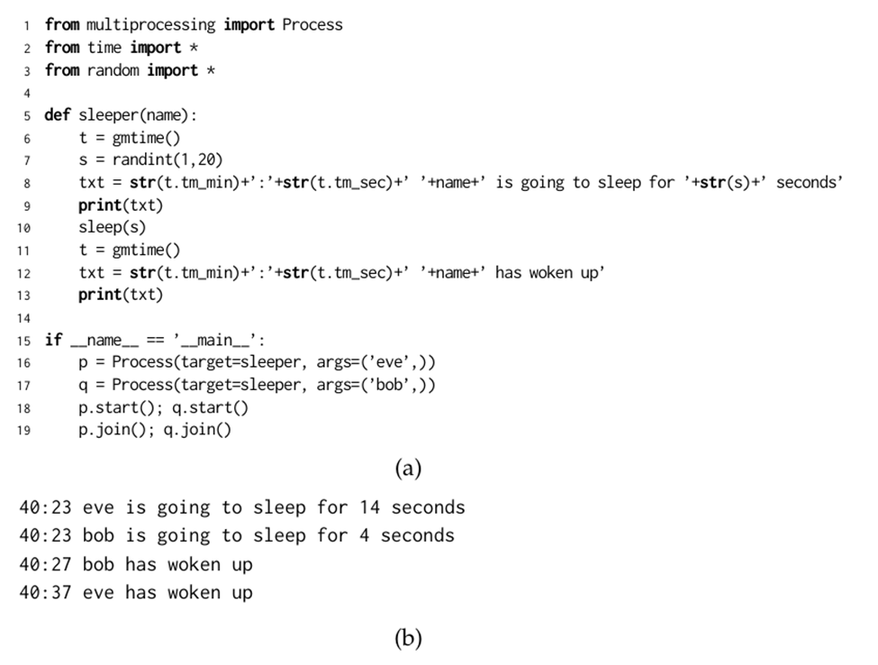 1 from multiprocessing import Process
2 from time import *
3 from random import *
4
5 def sleeper(name):
6     t = gmtime()
7     s = randint(1,20)
8     txt = str(t.tm_min)+’:’+str(t.tm_sec)+’ ’+name+’ is going to sleep for ’+str(s)+’ seconds’
9     print(txt)
10     sleep(s)
11     t = gmtime()
12     txt = str(t.tm_min)+’:’+str(t.tm_sec)+’ ’+name+’ has woken up’
13     print(txt)
14
15 if __name__ == ’__main__’:
16     p = Process(target=sleeper, args=(’eve’,))
17     q = Process(target=sleeper, args=(’bob’,))
18     p.start(); q.start()
19     p.join(); q.join()
(a)
40:23 eve is going to sleep for 14 seconds
40:23 bob is going to sleep for 4 seconds
40:27 bob has woken up
40:37 eve has woken up
(b)